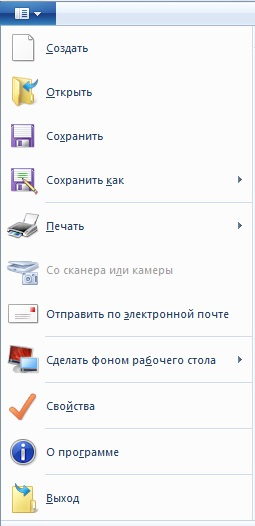 Создать
Открыть
Сохранить
Сохранить как
Печать
Со сканера или камеры
Отправить по электронной почте
Сделать фоном рабочего стола
Свойства
О программе
Выход